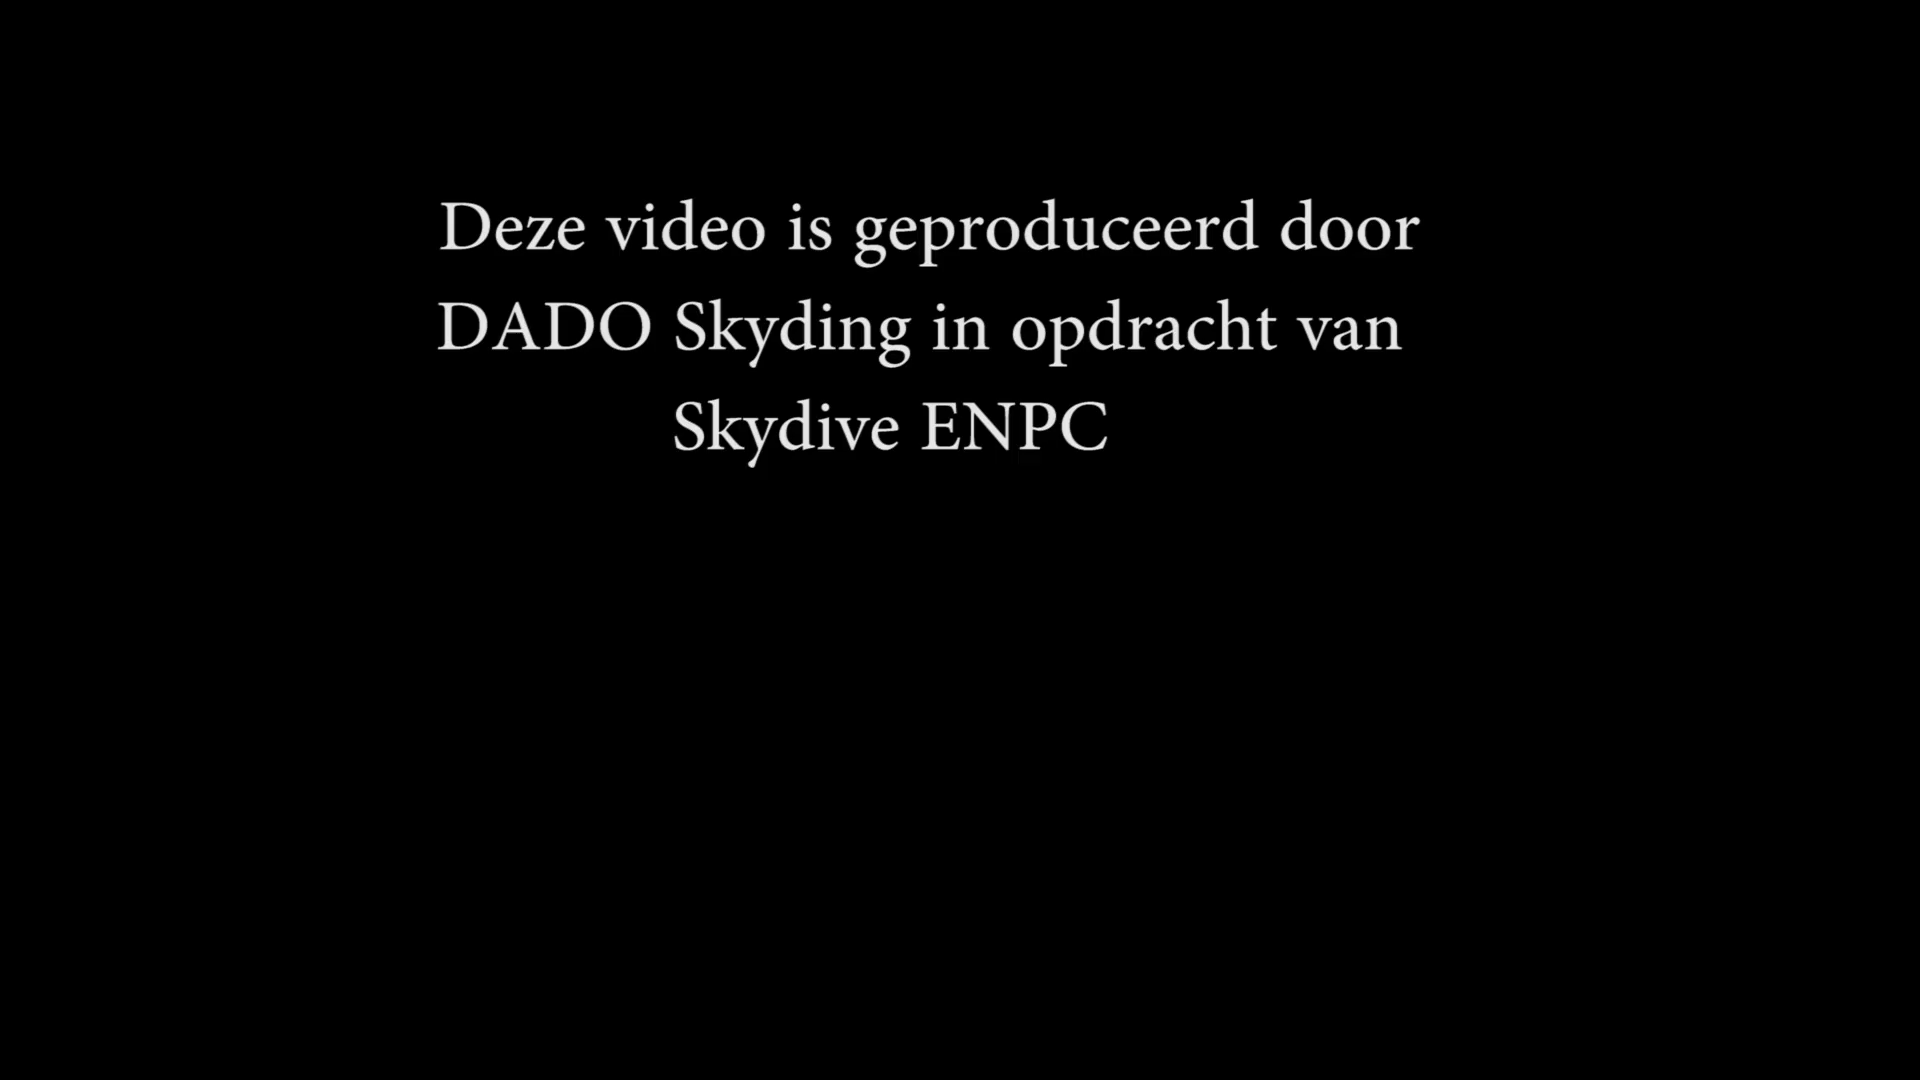 Deze video is geproduceerd door
DADO Skyding in opdracht van
Skydive ENPC